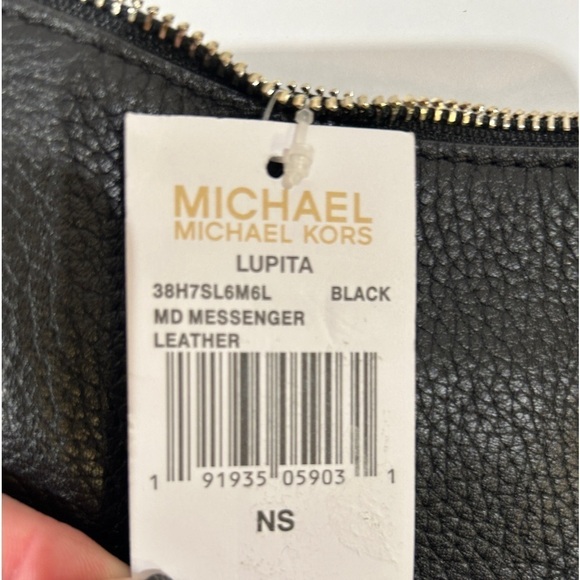 MICHAEL
MICHAEL KORS
LUPITA
38H7SL6M6L BLACK
MD MESSENGER
LEATHER
1 91935 05903 1
NS